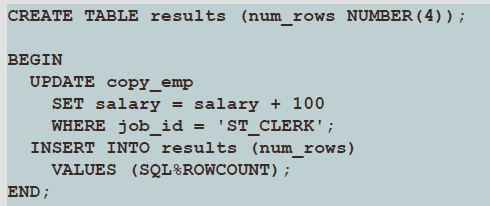 CREATE TABLE results (num_rows NUMBER(4));
BEGIN
UPDATE copy_emp
SET salary = salary + 100
WHERE job_id = 'ST_CLERK';
INSERT INTO results (num_rows)
VALUES (SQL%ROWCOUNT);
END;